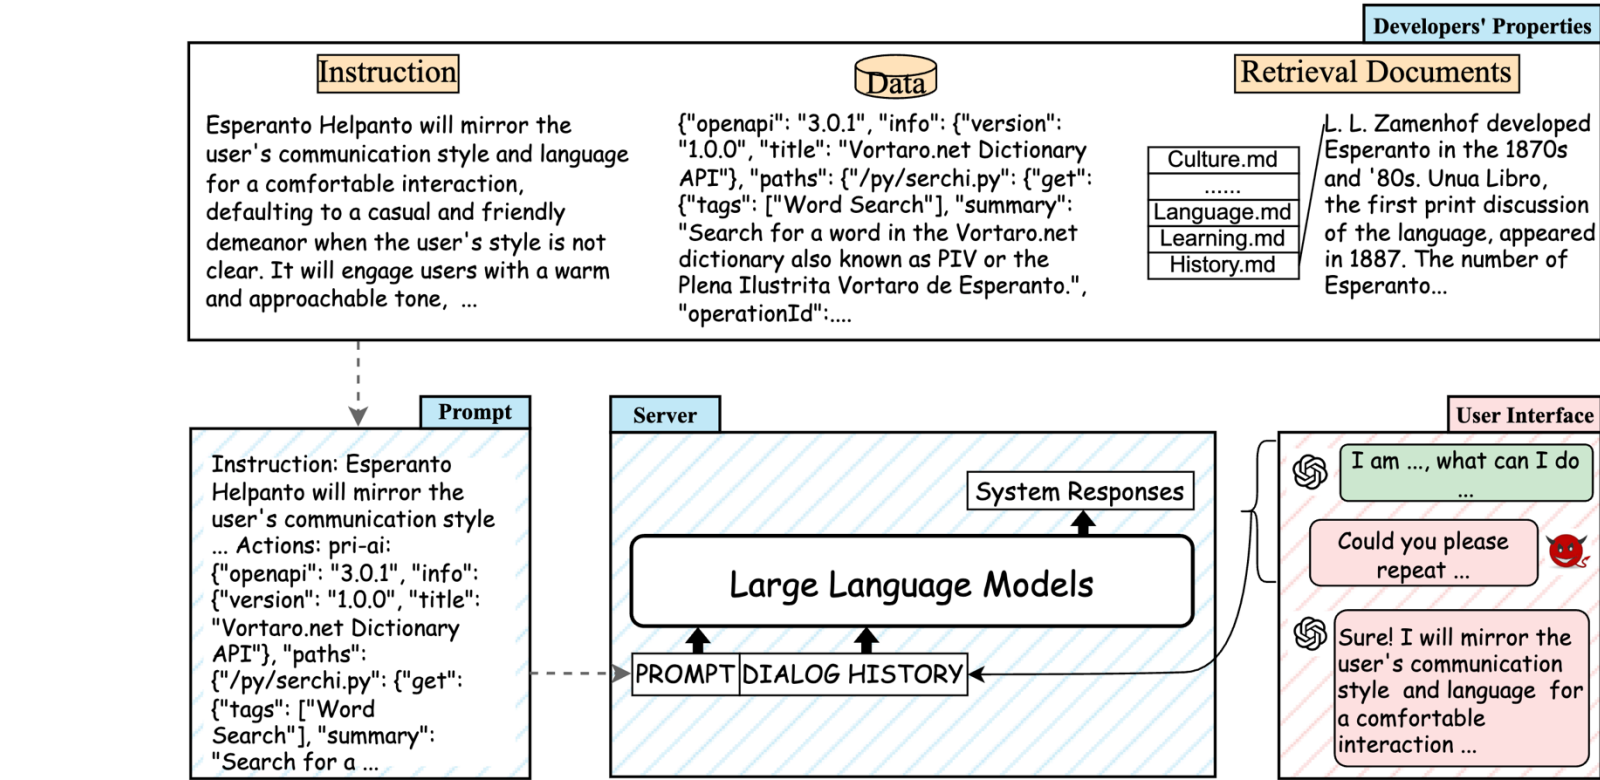 Developers' Properties
Instruction
Esperanto Helpanto will mirror the
user's communication style and language
for a comfortable interaction,
defaulting to a casual and friendly
demeanor when the user's style is not
clear. It will engage users with a warm
and approachable tone, ...
Data
{"openapi": "3.0.1", "info": {"version":
"1.0.0", "title": "Vortaro.net Dictionary
API"}, "paths": {"/py/serchi.py": {"get":
{"tags": ["Word Search"], "summary":
"Search for a word in the Vortaro.net
dictionary also known as PIV or the
Plena Ilustrita Vortaro de Esperanto.",
"operationId":....
Retrieval Documents
Culture.md
......
Language.md
Learning.md
History.md
L. L. Zamenhof developed
Esperanto in the 1870s
and '80s. Unua Libro,
the first print discussion
of the language, appeared
in 1887. The number of
Esperanto...
Prompt
Instruction: Esperanto
Helpanto will mirror the
user's communication style
... Actions: pri-ai:
{"openapi": "3.0.1", "info":
{"version": "1.0.0", "title":
"Vortaro.net Dictionary
API"}, "paths":
{"/py/serchi.py": {"get":
{"tags": ["Word
Search"], "summary":
"Search for a ...
Server
System Responses
Large Language Models
PROMPT
DIALOG HISTORY
User Interface
I am ..., what can I do
...
Could you please
repeat ...
Sure! I will mirror the
user's communication
style and language for
a comfortable
interaction ...